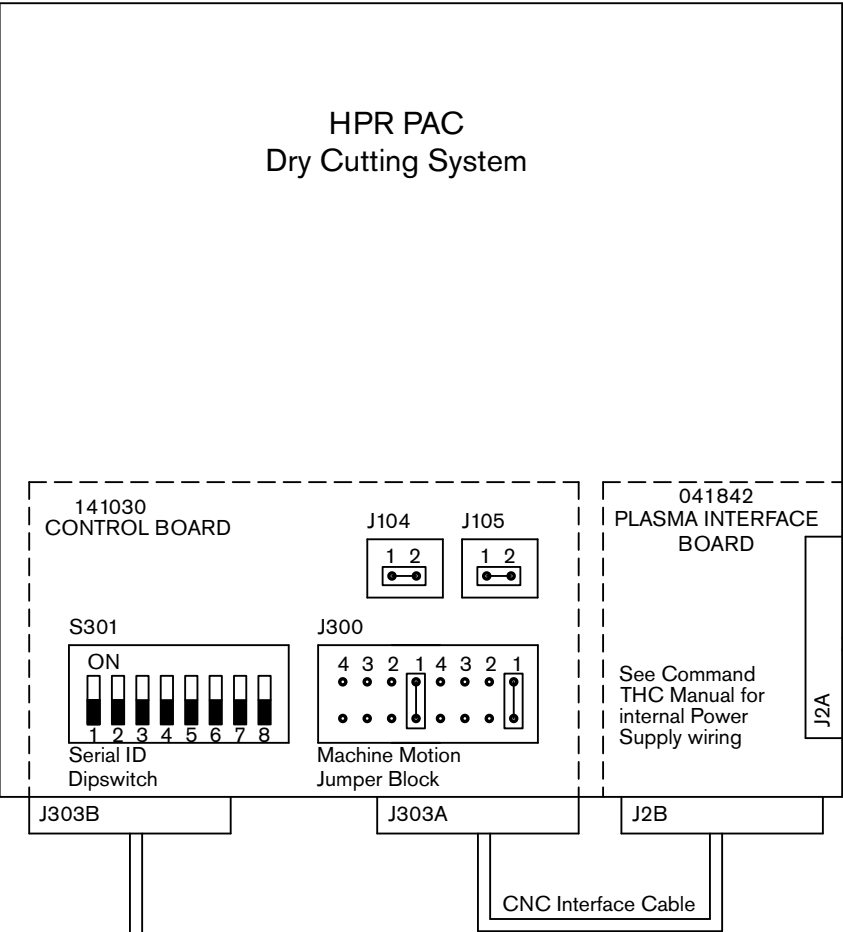 HPR PAC
Dry Cutting System
141030
CONTROL BOARD
J104
1 2
J105
1 2
S301
ON
1 2 3 4 5 6 7 8
Serial ID
Dipswitch
J300
4 3 2 1 4 3 2 1
Machine Motion
Jumper Block
041842
PLASMA INTERFACE
BOARD
See Command
THC Manual for
internal Power
Supply wiring
J2A
J303B
J303A
J2B
CNC Interface Cable